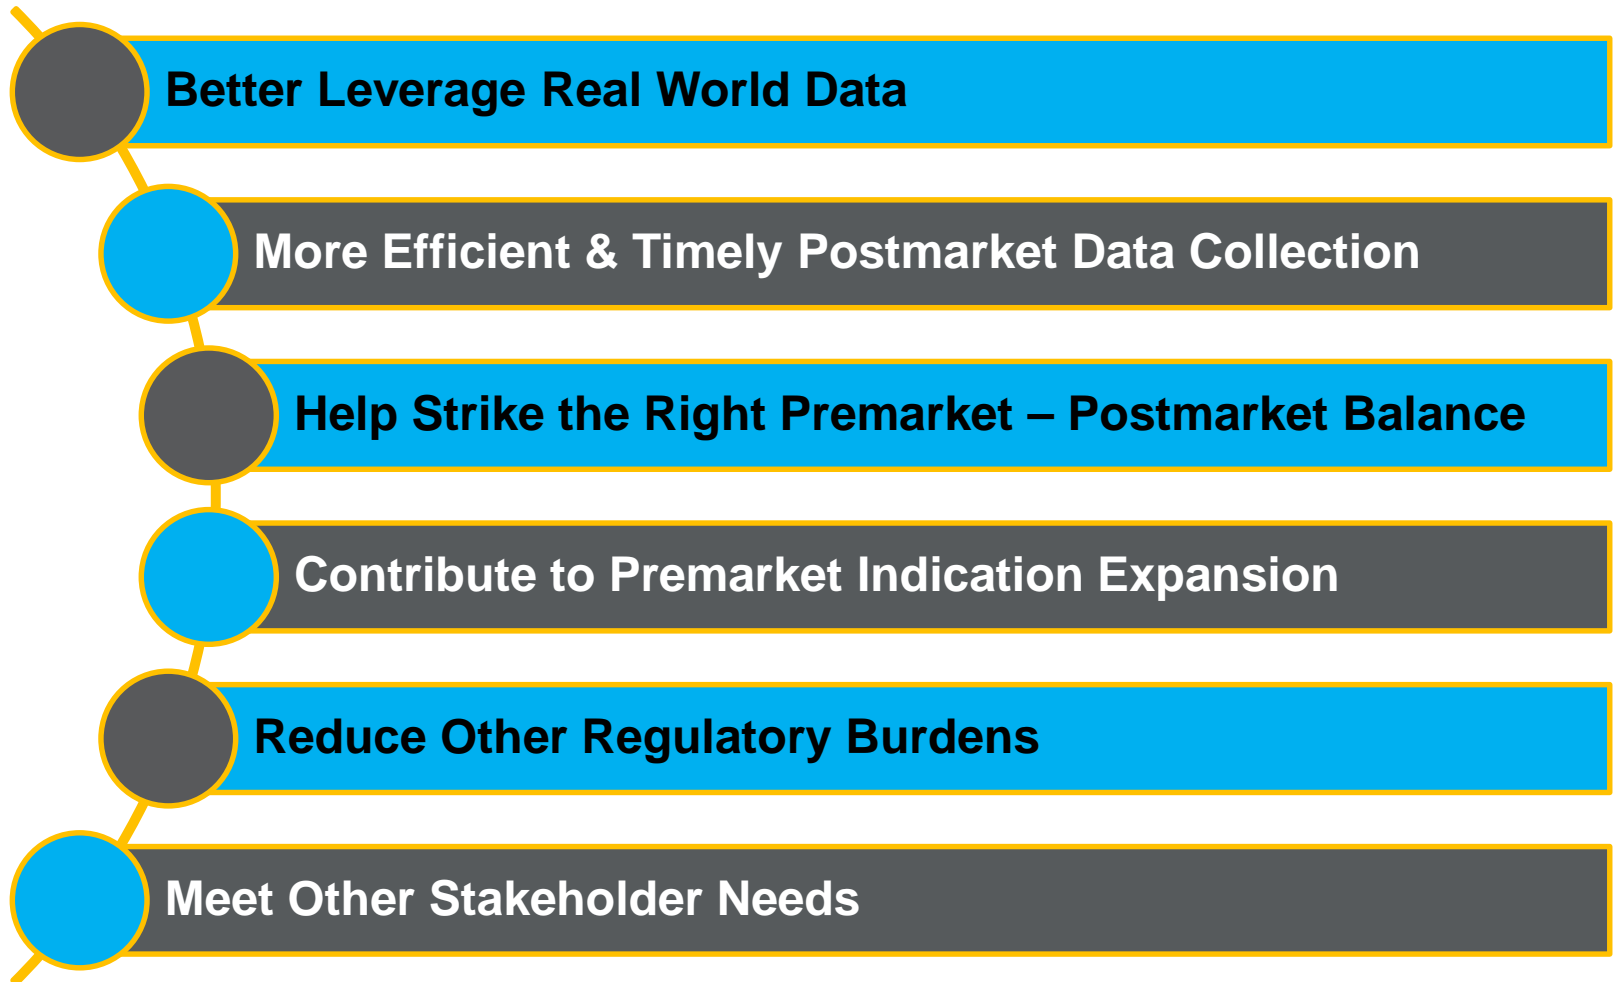 Better Leverage Real World Data
More Efficient & Timely Postmarket Data Collection
Help Strike the Right Premarket – Postmarket Balance
Contribute to Premarket Indication Expansion
Reduce Other Regulatory Burdens
Meet Other Stakeholder Needs